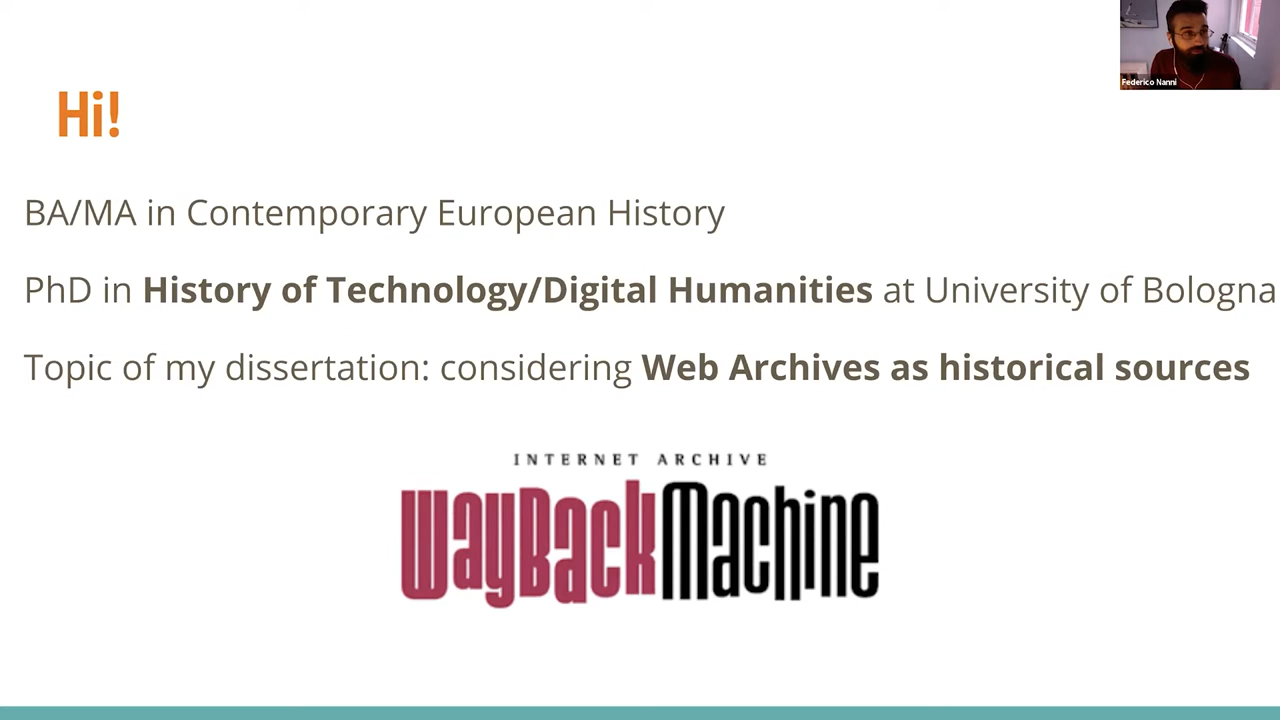 Federico Nanni
Hi!
BA/MA in Contemporary European History
PhD in History of Technology/Digital Humanities at University of Bologna
Topic of my dissertation: considering Web Archives as historical sources
INTERNET ARCHIVE
WayBackMachine